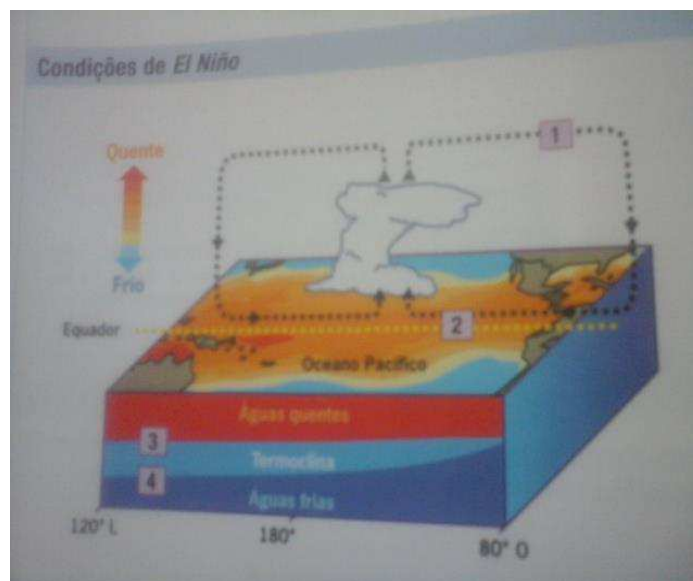 Condições de El Niño
1
Quente
Frio
Equador
2
Oceano Pacífico
Águas quentes
3
Termoclina
4
Águas frias
120° L
180°
80° O